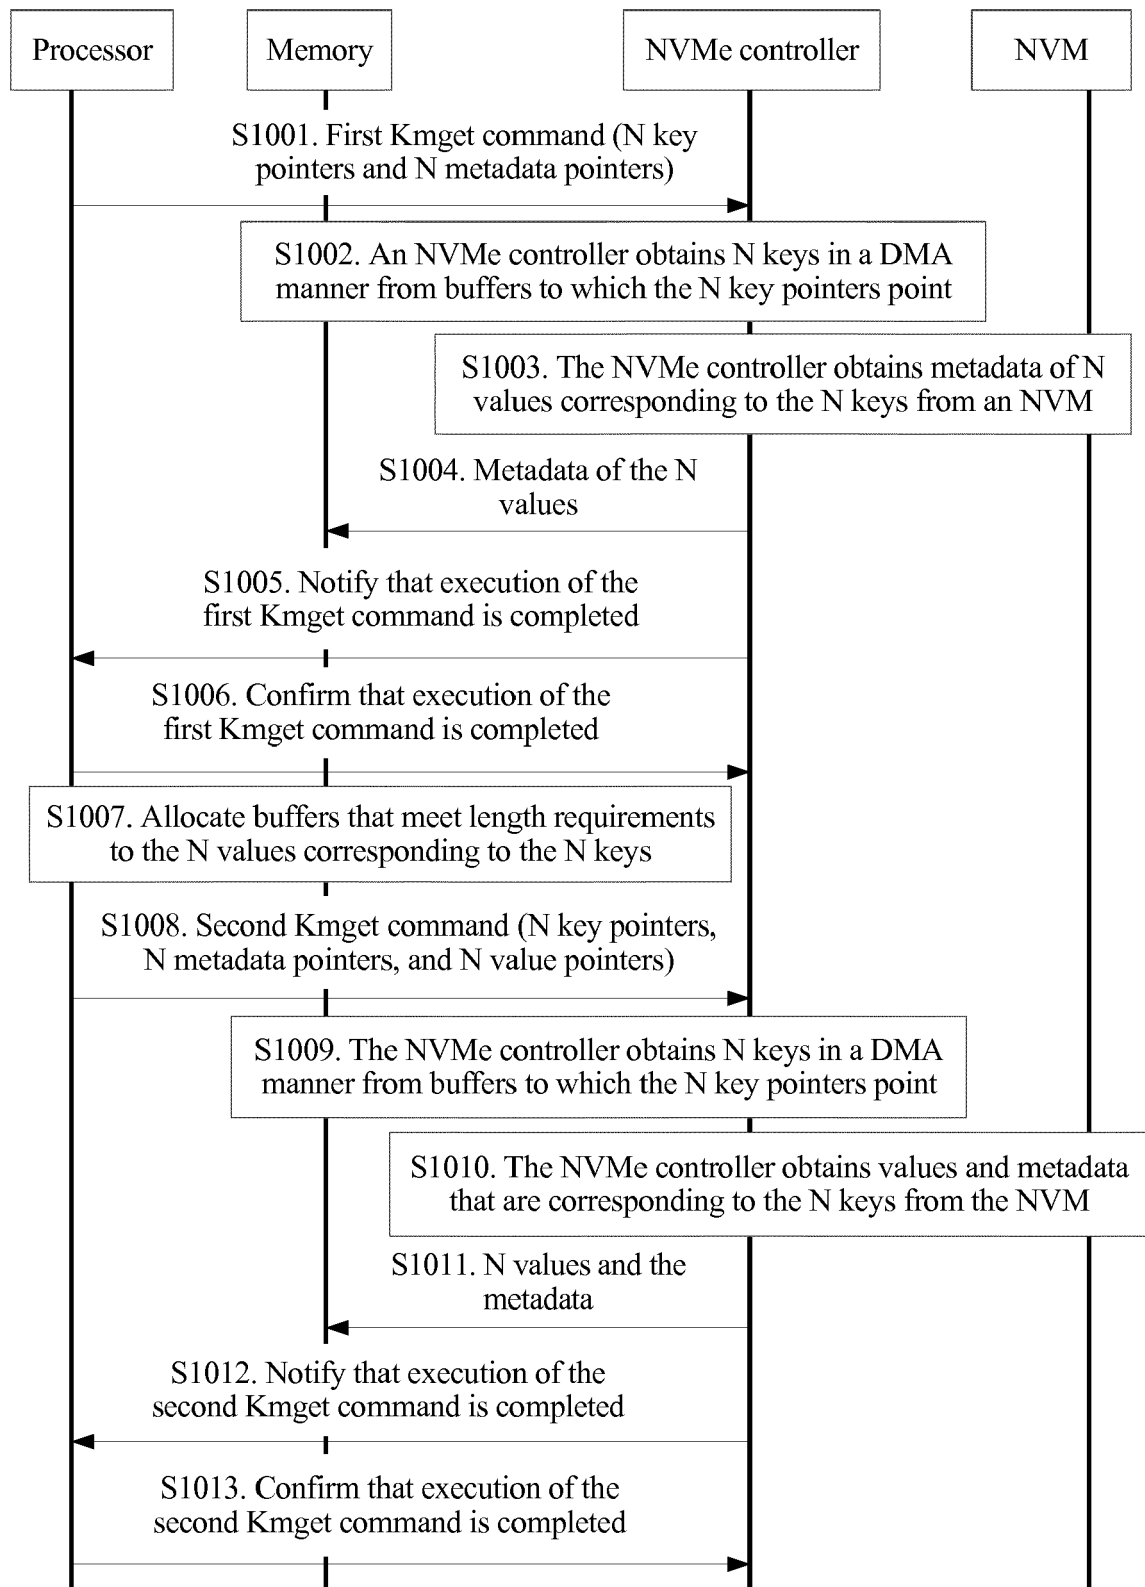 Processor
Memory
NVMe controller
NVM
S1001. First Kmget command (N key
pointers and N metadata pointers)
S1002. An NVMe controller obtains N keys in a DMA
manner from buffers to which the N key pointers point
S1003. The NVMe controller obtains metadata of N
values corresponding to the N keys from an NVM
S1004. Metadata of the N
values
S1005. Notify that execution of the
first Kmget command is completed
S1006. Confirm that execution of the
first Kmget command is completed
S1007. Allocate buffers that meet length requirements
to the N values corresponding to the N keys
S1008. Second Kmget command (N key pointers,
N metadata pointers, and N value pointers)
S1009. The NVMe controller obtains N keys in a DMA
manner from buffers to which the N key pointers point
S1010. The NVMe controller obtains values and metadata
that are corresponding to the N keys from the NVM
S1011. N values and the
metadata
S1012. Notify that execution of the
second Kmget command is completed
S1013. Confirm that execution of the
second Kmget command is completed